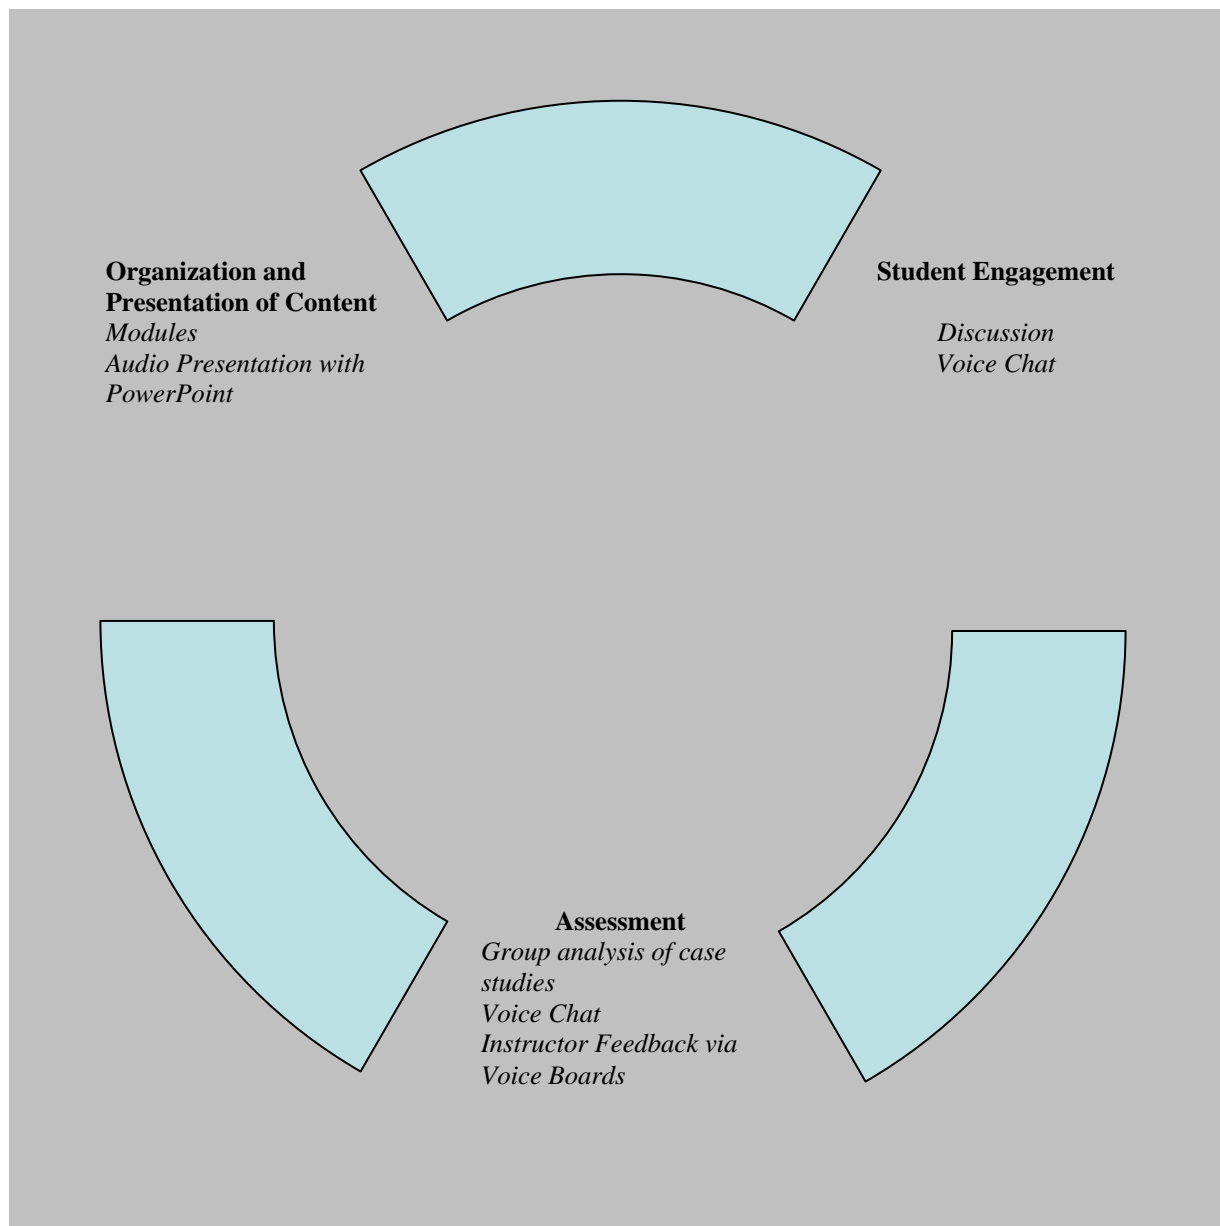 Organization and
Presentation of Content
Modules
Audio Presentation with
PowerPoint
Student Engagement
Discussion
Voice Chat
Assessment
Group analysis of case
studies
Voice Chat
Instructor Feedback via
Voice Boards